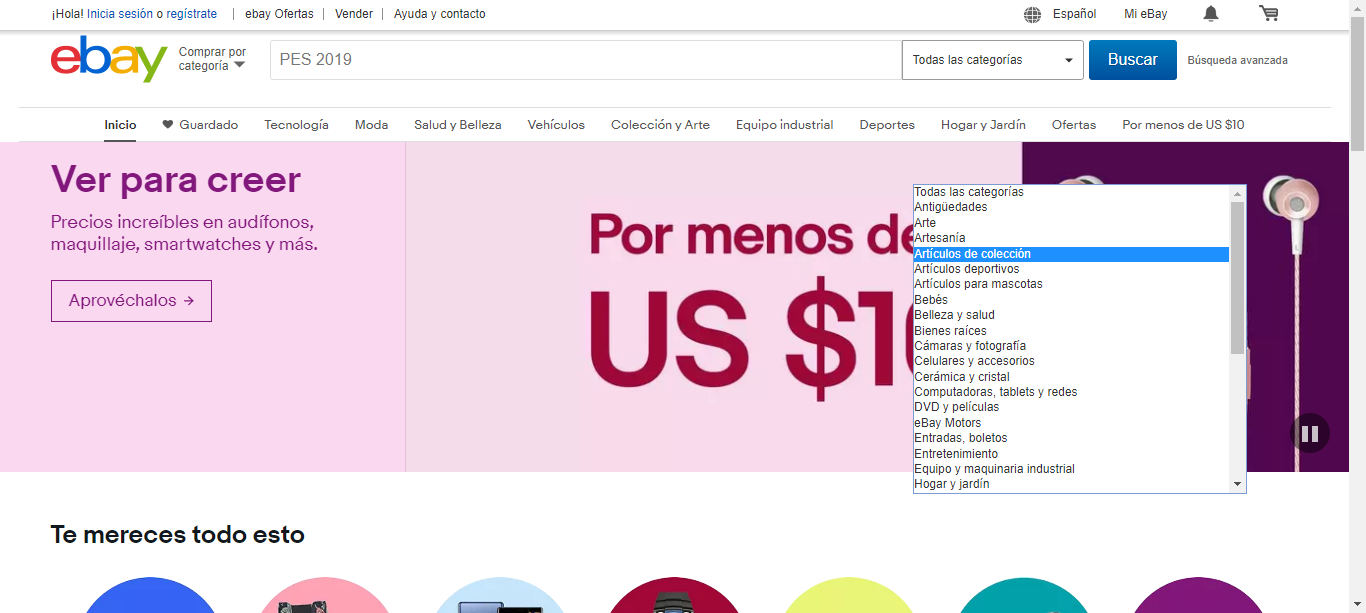 ¡Hola! Inicia sesión o regístrate | ebay Ofertas | Vender | Ayuda y contacto Español Mi eBay
ebay
Comprar por
categoría
PES 2019
Todas las categorías
Buscar
Búsqueda avanzada
Inicio Guardado Tecnología Moda Salud y Belleza Vehículos Colección y Arte Equipo industrial Deportes Hogar y Jardín Ofertas Por menos de US $10
Ver para creer
Precios increíbles en audífonos,
maquillaje, smartwatches y más.
Aprovéchalos →
Por menos de
US $10
Todas las categorías
Antigüedades
Arte
Artesanía
Artículos de colección
Artículos deportivos
Artículos para mascotas
Bebés
Belleza y salud
Bienes raíces
Cámaras y fotografía
Celulares y accesorios
Cerámica y cristal
Computadoras, tablets y redes
DVD y películas
eBay Motors
Entradas, boletos
Entretenimiento
Equipo y maquinaria industrial
Hogar y jardín
Te mereces todo esto